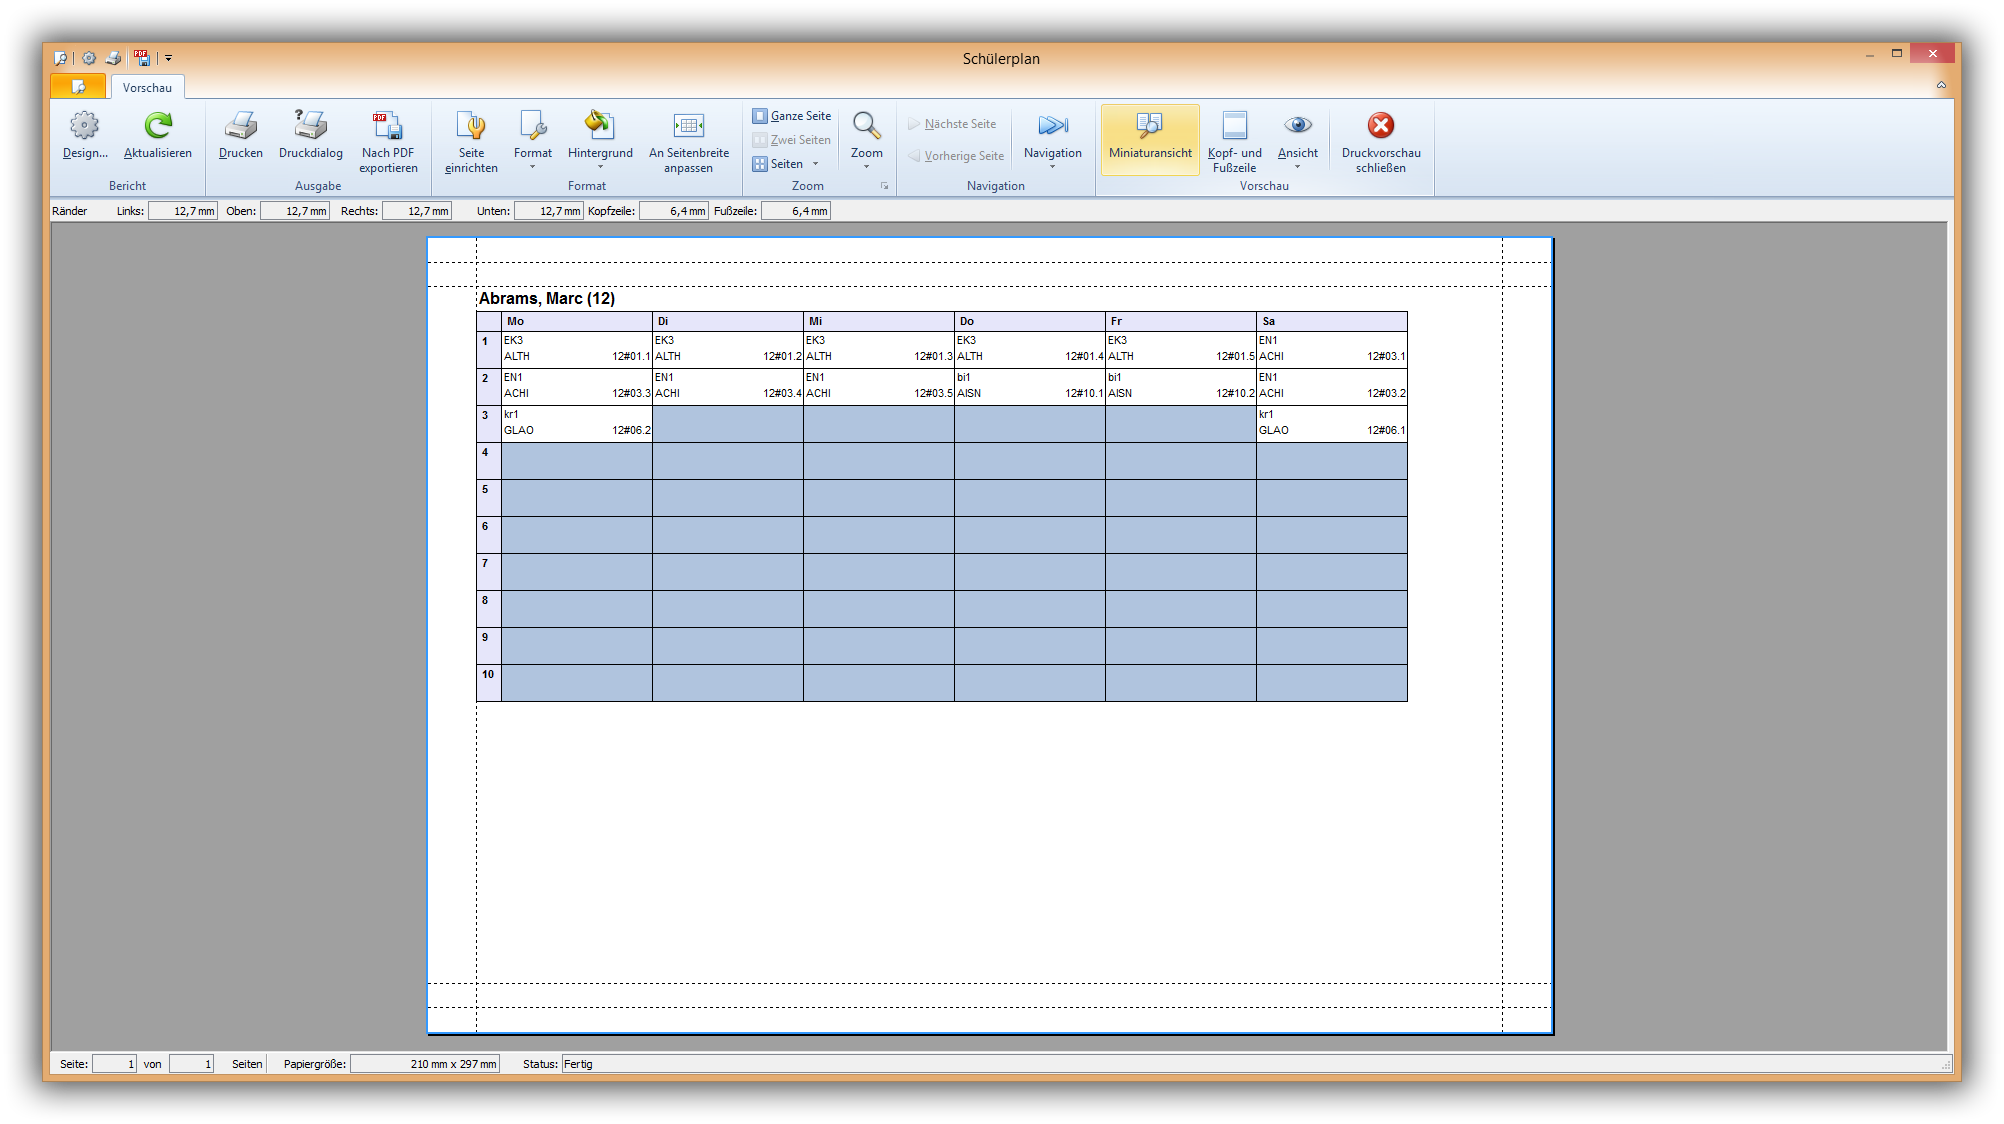 Schülerplan
Vorschau
Design...
Aktualisieren
Bericht
Drucken
Druckdialog
Nach PDF
exportieren
Ausgabe
Seite
einrichten
Format
Hintergrund
An Seitenbreite
anpassen
Format
Ganze Seite
Zwei Seiten
Seiten
Zoom
Zoom
Nächste Seite
Vorherige Seite
Navigation
Navigation
Miniaturansicht
Kopf- und
Fußzeile
Ansicht
Druckvorschau
schließen
Vorschau
Ränder Links: 12,7 mm Oben: 12,7 mm Rechts: 12,7 mm Unten: 12,7 mm Kopfzeile: 6,4 mm Fußzeile: 6,4 mm
Abrams, Marc (12)
Mo Di Mi Do Fr Sa
1 EK3 EK3 EK3 EK3 EK3 EN1
ALTH 12#01.1 ALTH 12#01.2 ALTH 12#01.3 ALTH 12#01.4 ALTH 12#01.5 ACHI 12#03.1
2 EN1 EN1 EN1 bi1 bi1 EN1
ACHI 12#03.3 ACHI 12#03.4 ACHI 12#03.5 AISN 12#10.1 AISN 12#10.2 ACHI 12#03.2
3 kr1 kr1
GLAO 12#06.2 GLAO 12#06.1
4
5
6
7
8
9
10
Seite: 1 von 1 Seiten Papiergröße: 210 mm x 297 mm Status: Fertig